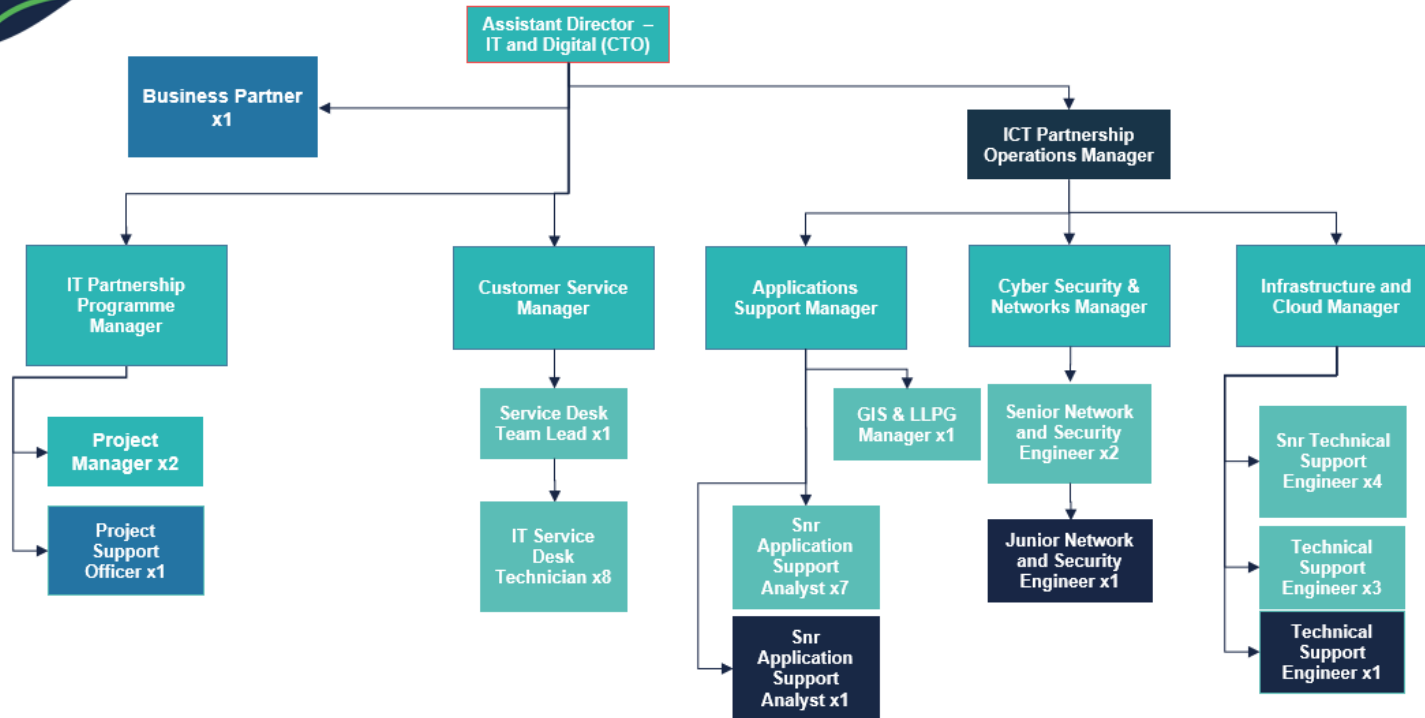 Assistant Director –
IT and Digital (CTO)
Business Partner
x1
ICT Partnership
Operations Manager
IT Partnership
Programme
Manager
Customer Service
Manager
Applications
Support Manager
Cyber Security &
Networks Manager
Infrastructure and
Cloud Manager
Project
Manager x2
Project
Support
Officer x1
Service Desk
Team Lead x1
IT Service
Desk
Technician x8
GIS & LLPG
Manager x1
Snr
Application
Support
Analyst x7
Snr
Application
Support
Analyst x1
Senior Network
and Security
Engineer x2
Junior Network
and Security
Engineer x1
Snr Technical
Support
Engineer x4
Technical
Support
Engineer x3
Technical
Support
Engineer x1